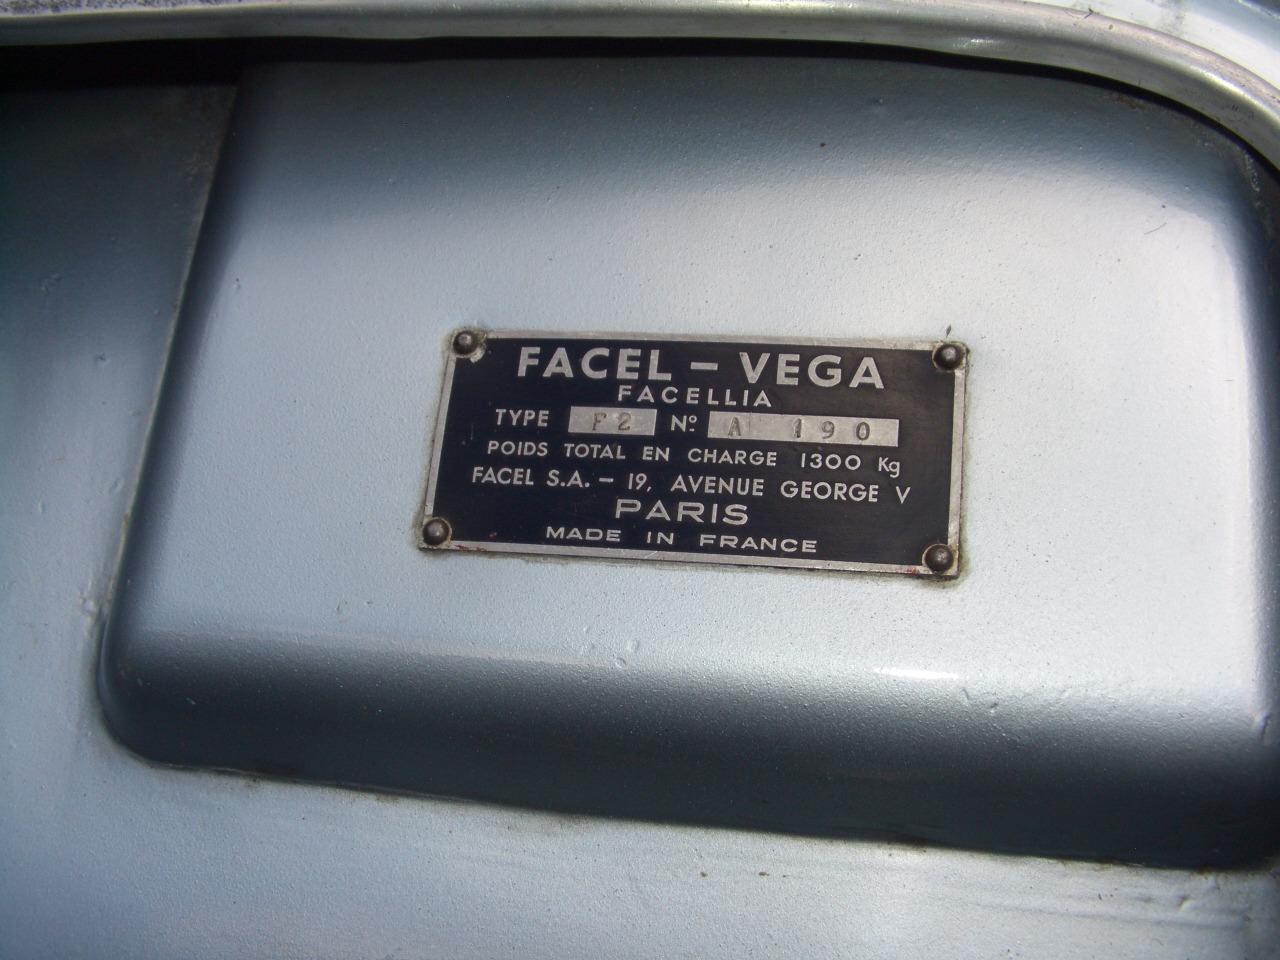 FACEL – VEGA
FACELLIA
TYPE F2 Nº A 190
POIDS TOTAL EN CHARGE 1300 Kg
FACEL S.A. – 19, AVENUE GEORGE V
PARIS
MADE IN FRANCE